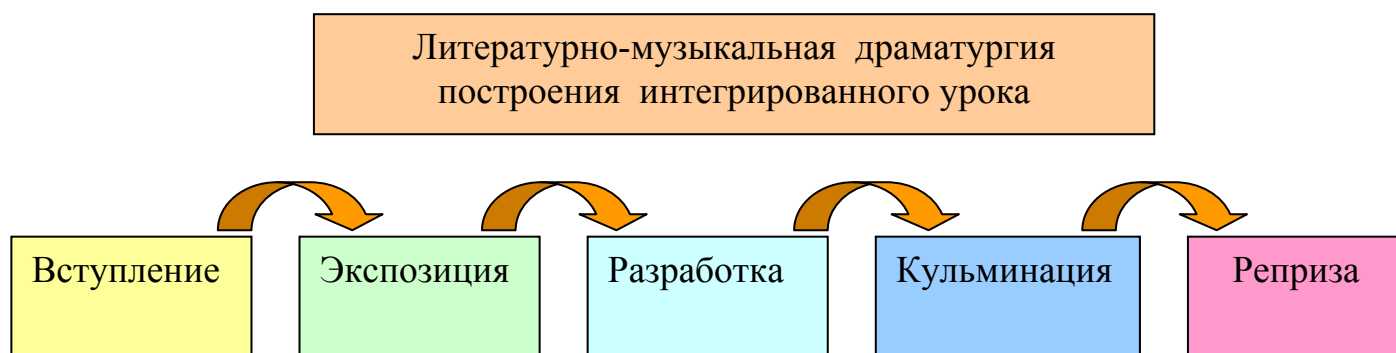 Литературно-музыкальная драматургия
построения интегрированного урока
Вступление
Экспозиция
Разработка
Кульминация
Реприза